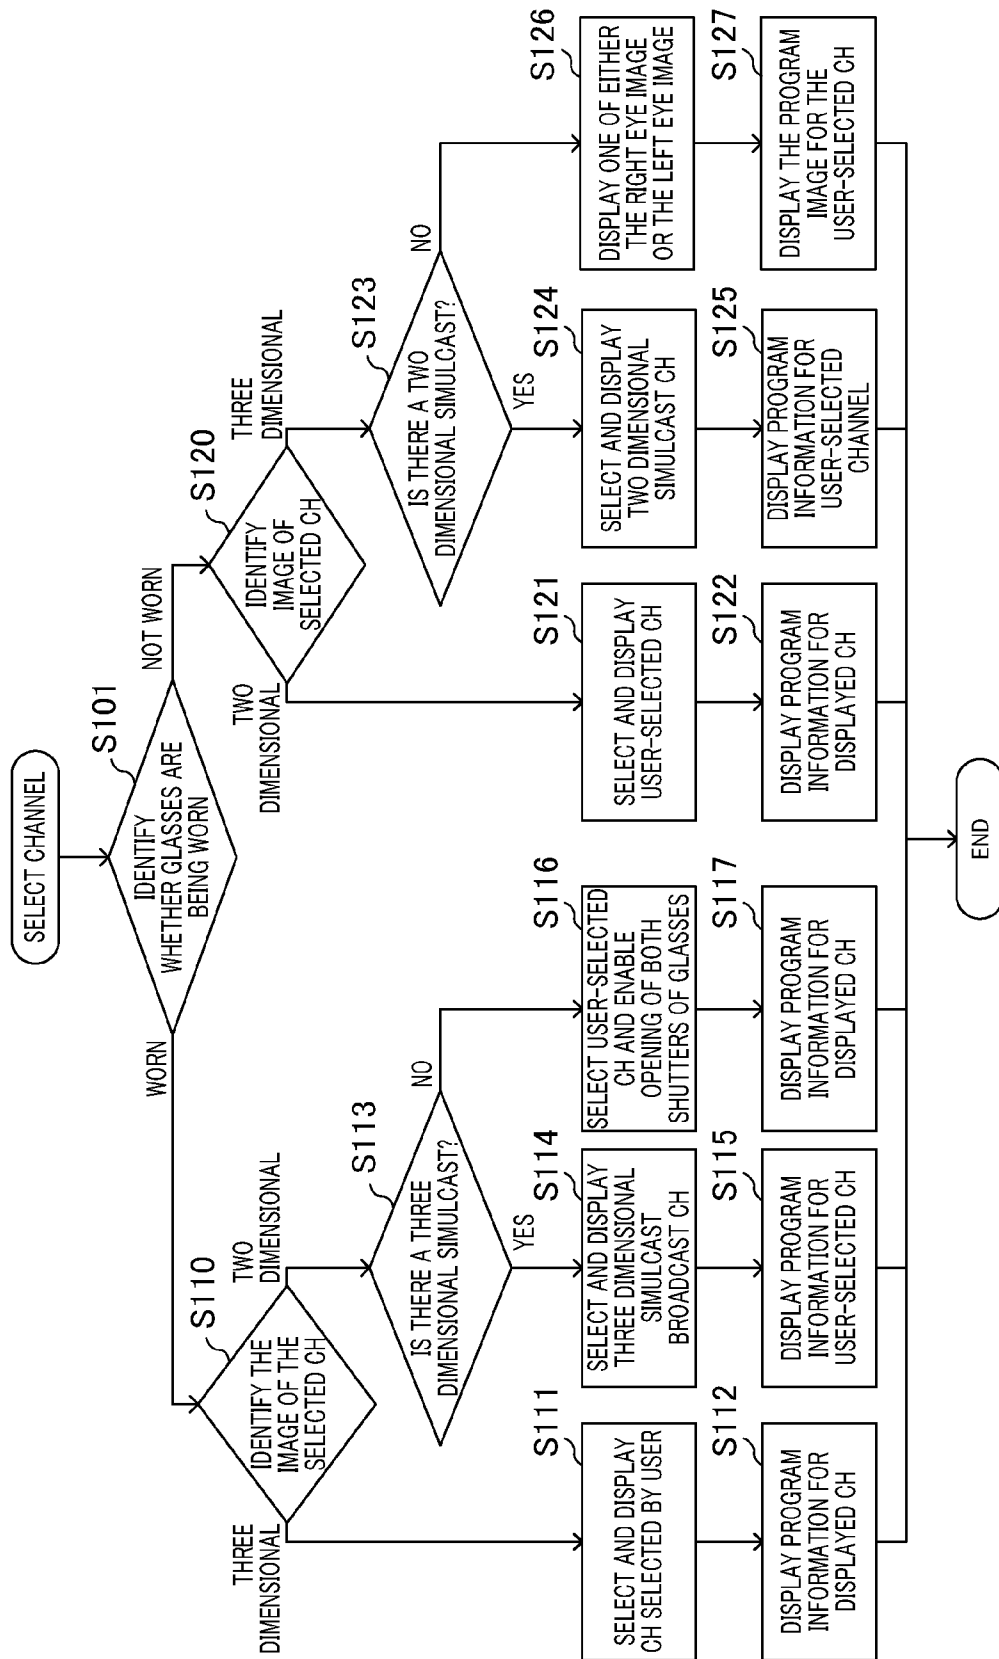 SELECT CHANNEL
S101
IDENTIFY
WHETHER GLASSES ARE
BEING WORN
WORN
NOT WORN
S110
IDENTIFY THE
IMAGE OF THE
SELECTED CH
THREE
DIMENSIONAL
TWO
DIMENSIONAL
S120
IDENTIFY
IMAGE OF
SELECTED CH
TWO
DIMENSIONAL
THREE
DIMENSIONAL
S113
IS THERE A THREE
DIMENSIONAL SIMULCAST?
YES
NO
S123
IS THERE A TWO
DIMENSIONAL SIMULCAST?
YES
NO
S111
SELECT AND DISPLAY
CH SELECTED BY USER
S114
SELECT AND DISPLAY
THREE DIMENSIONAL
SIMULCAST
BROADCAST CH
S116
SELECT USER-SELECTED
CH AND ENABLE
OPENING OF BOTH
SHUTTERS OF GLASSES
S121
SELECT AND DISPLAY
USER-SELECTED CH
S124
SELECT AND DISPLAY
TWO DIMENSIONAL
SIMULCAST CH
S126
DISPLAY ONE OF EITHER
THE RIGHT EYE IMAGE
OR THE LEFT EYE IMAGE
S112
DISPLAY PROGRAM
INFORMATION FOR
DISPLAYED CH
S115
DISPLAY PROGRAM
INFORMATION FOR
USER-SELECTED CH
S117
DISPLAY PROGRAM
INFORMATION FOR
DISPLAYED CH
S122
DISPLAY PROGRAM
INFORMATION FOR
DISPLAYED CH
S125
DISPLAY PROGRAM
INFORMATION FOR
USER-SELECTED
CHANNEL
S127
DISPLAY THE PROGRAM
IMAGE FOR THE
USER-SELECTED CH
END